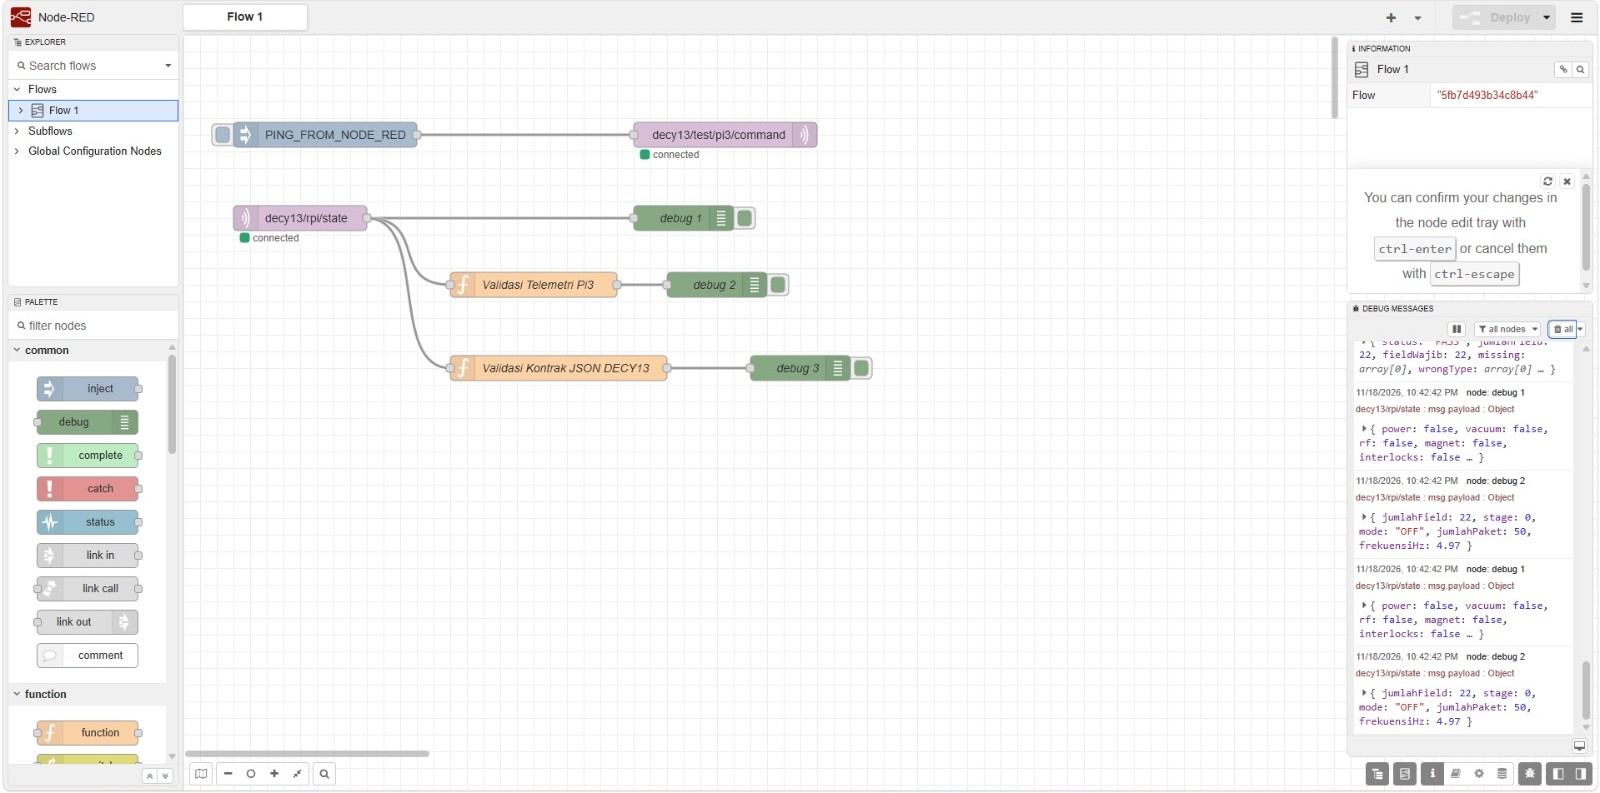 Node-RED
Flow 1
Deploy
EXPLORER
Search flows
Flows
Flow 1
Subflows
Global Configuration Nodes
PALETTE
filter nodes
common
inject
debug
complete
catch
status
link in
link call
link out
comment
function
function
PING_FROM_NODE_RED
decy13/test/pi3/command
connected
decy13/rpi/state
connected
debug 1
Validasi Telemetri Pi3
debug 2
Validasi Kontrak JSON DECY13
debug 3
INFORMATION
Flow 1
Flow "5fb7d493b34c8b44"
You can confirm your changes in
the node edit tray with
ctrl-enter or cancel them
with ctrl-escape
DEBUG MESSAGES
all nodes all
{ status: "PASS", jumlahField:
22, fieldWajib: 22, missing:
array[0], wrongType: array[0] … }
11/18/2026, 10:42:42 PM node: debug 1
decy13/rpi/state : msg.payload : Object
{ power: false, vacuum: false,
rf: false, magnet: false,
interlocks: false … }
11/18/2026, 10:42:42 PM node: debug 2
decy13/rpi/state : msg.payload : Object
{ jumlahField: 22, stage: 0,
mode: "OFF", jumlahPaket: 50,
frekuensiHz: 4.97 }
11/18/2026, 10:42:42 PM node: debug 1
decy13/rpi/state : msg.payload : Object
{ power: false, vacuum: false,
rf: false, magnet: false,
interlocks: false … }
11/18/2026, 10:42:42 PM node: debug 2
decy13/rpi/state : msg.payload : Object
{ jumlahField: 22, stage: 0,
mode: "OFF", jumlahPaket: 50,
frekuensiHz: 4.97 }